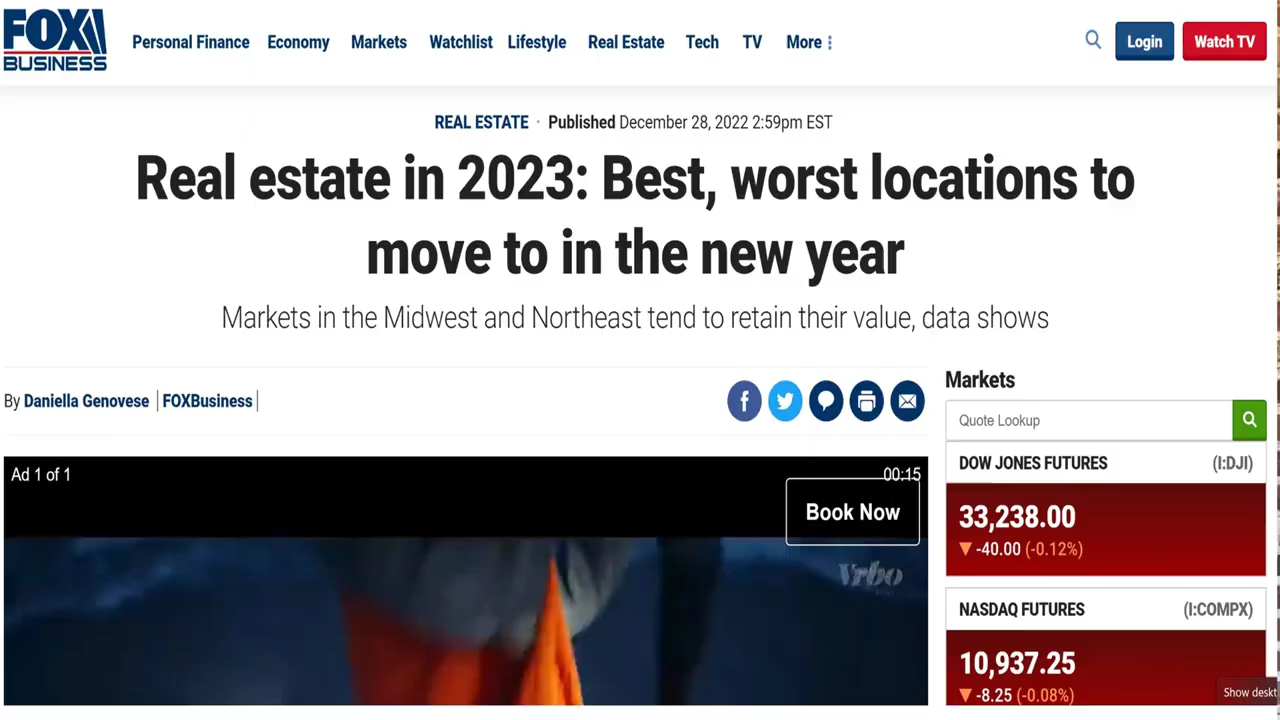 FOX
BUSINESS
Personal Finance Economy Markets Watchlist Lifestyle Real Estate Tech TV More
Login
Watch TV
REAL ESTATE · Published December 28, 2022 2:59pm EST
Real estate in 2023: Best, worst locations to
move to in the new year
Markets in the Midwest and Northeast tend to retain their value, data shows
By Daniella Genovese | FOXBusiness |
Markets
Quote Lookup
DOW JONES FUTURES (I:DJI)
33,238.00
▼ -40.00 (-0.12%)
NASDAQ FUTURES (I:COMPX)
10,937.25
▼ -8.25 (-0.08%)
Ad 1 of 1
00:15
Book Now
Vrbo
Show deskt